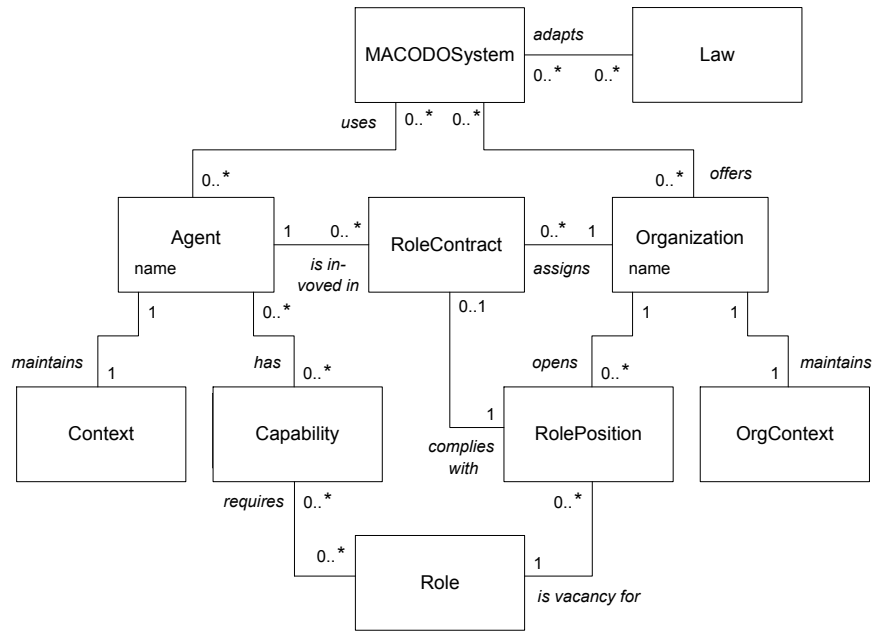 adapts
MACODOSystem
Law
0..*
0..*
uses
0..*
0..*
0..*
0..*
offers
Agent
name
1
0..*
RoleContract
0..*
1
Organization
name
is in-
voved in
assigns
1
0..*
0..1
1
1
maintains
1
has
0..*
opens
0..*
1
maintains
Context
Capability
1
RolePosition
OrgContext
complies
with
requires
0..*
0..*
0..*
Role
1
is vacancy for